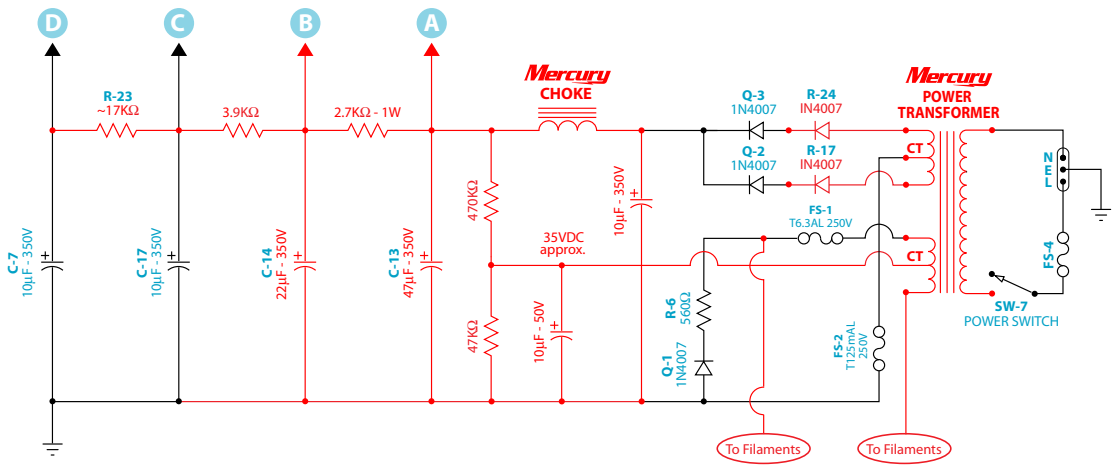 D
C
B
A
R-23
~17KΩ
3.9KΩ
2.7KΩ - 1W
Mercury
CHOKE
Q-3
1N4007
R-24
IN4007
Q-2
1N4007
R-17
IN4007
Mercury
POWER
TRANSFORMER
CT
CT
N
E
L
FS-4
SW-7
POWER SWITCH
FS-1
T6.3AL 250V
FS-2
T125mAL
250V
470KΩ
47KΩ
35VDC
approx.
10µF - 50V
10µF - 350V
R-6
560Ω
Q-1
1N4007
C-7
10µF - 350V
C-17
10µF - 350V
C-14
22µF - 350V
C-13
47µF - 350V
+
+
+
+
+
+
To Filaments
To Filaments